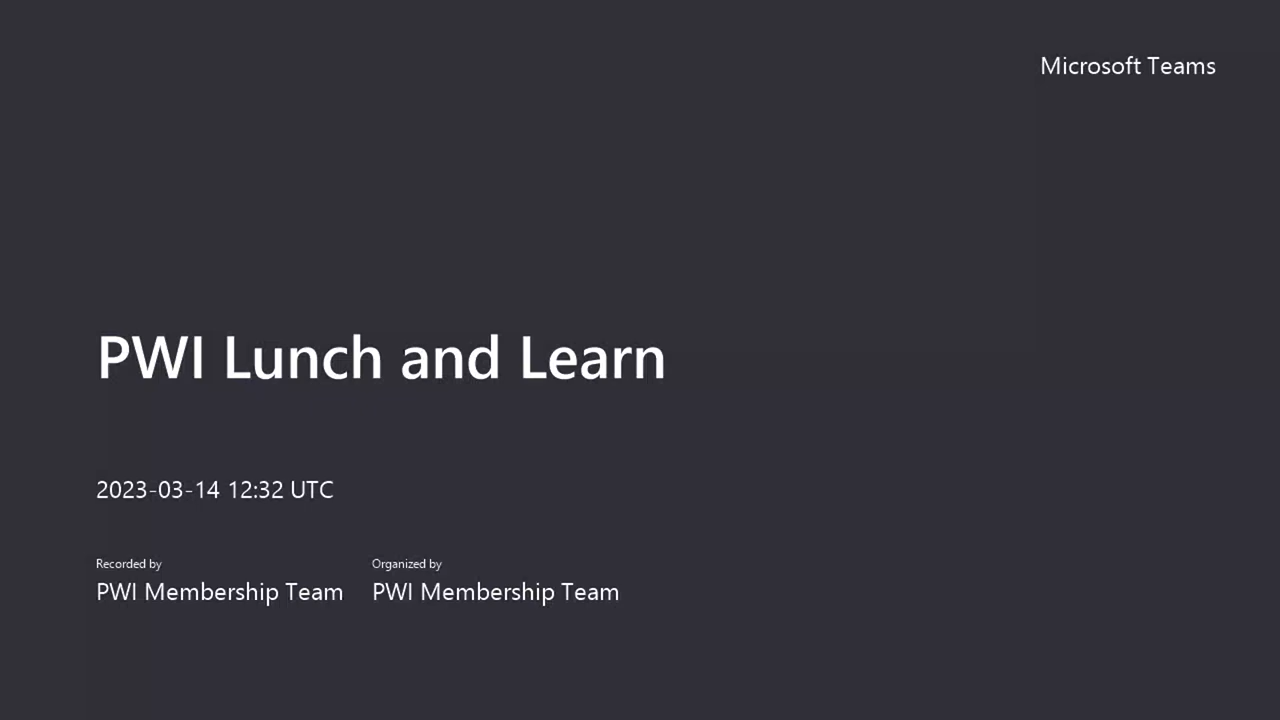 Microsoft Teams
PWI Lunch and Learn
2023-03-14 12:32 UTC
Recorded by
Organized by
PWI Membership Team
PWI Membership Team